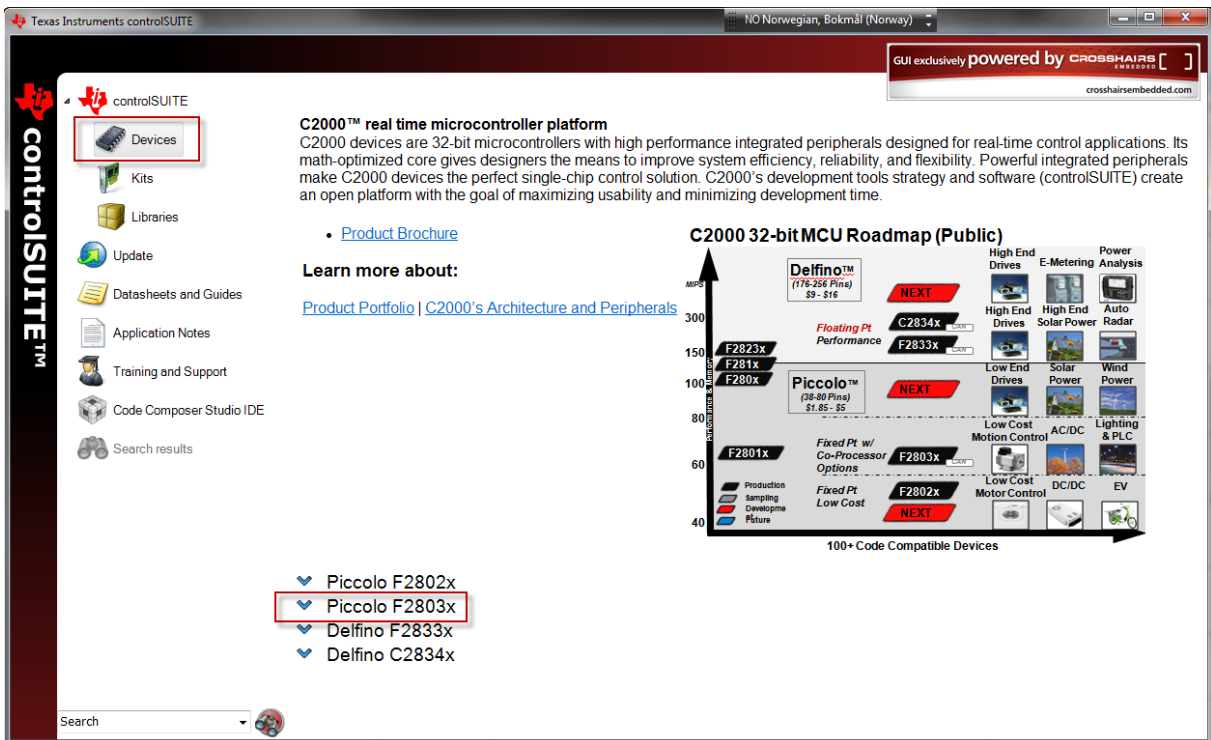 Texas Instruments controlSUITE
NO Norwegian, Bokmål (Norway)
GUI exclusively powered by CROSSHAIRS
EMBEDDED
crosshairsembedded.com
controlSUITE™
controlSUITE
Devices
Kits
Libraries
Update
Datasheets and Guides
Application Notes
Training and Support
Code Composer Studio IDE
Search results
C2000™ real time microcontroller platform
C2000 devices are 32-bit microcontrollers with high performance integrated peripherals designed for real-time control applications. Its
math-optimized core gives designers the means to improve system efficiency, reliability, and flexibility. Powerful integrated peripherals
make C2000 devices the perfect single-chip control solution. C2000's development tools strategy and software (controlSUITE) create
an open platform with the goal of maximizing usability and minimizing development time.
• Product Brochure
Learn more about:
Product Portfolio | C2000's Architecture and Peripherals
C2000 32-bit MCU Roadmap (Public)
MIPS
300
150
100
80
60
40
Performance & Memory
Delfino™
(176-256 Pins)
$9 - $16
NEXT
Floating Pt
Performance
C2834x
CAN
F2833x
CAN
F2823x
F281x
F280x
Piccolo™
(38-80 Pins)
$1.85 - $5
NEXT
F2801x
Fixed Pt w/
Co-Processor
Options
F2803x
CAN
Fixed Pt
Low Cost
F2802x
NEXT
Production
Sampling
Developme
nt
Future
High End
Drives
E-Metering
Power
Analysis
High End
Drives
High End
Solar Power
Auto
Radar
Low End
Drives
Solar
Power
Wind
Power
Low Cost
Motion Control
AC/DC
Lighting
& PLC
Low Cost
Motor Control
DC/DC
EV
100+ Code Compatible Devices
Piccolo F2802x
Piccolo F2803x
Delfino F2833x
Delfino C2834x
Search